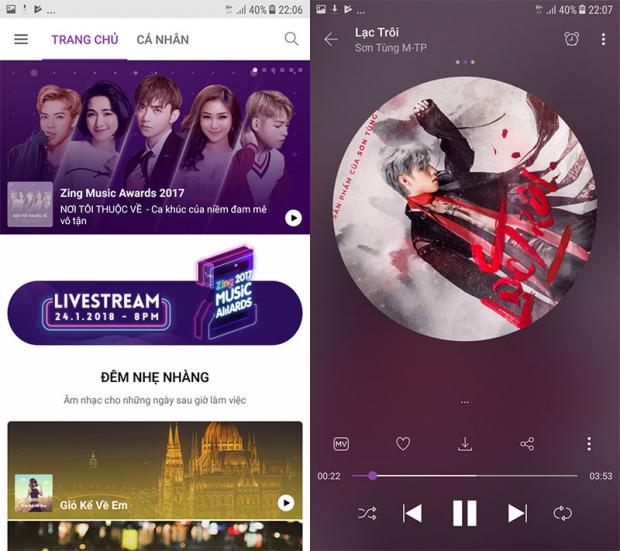 40% 22:06
TRANG CHỦ CÁ NHÂN
Zing Music Awards 2017
NƠI TÔI THUỘC VỀ - Ca khúc của niềm đam mê
vô tận
LIVESTREAM
24.1.2018 - 8PM
Zing 2017
MUSIC
AWARDS
ĐÊM NHẸ NHÀNG
Âm nhạc cho những ngày sau giờ làm việc
Gió Kể Về Em
40% 22:07
Lạc Trôi
Sơn Tùng M-TP
SẢN PHẨM CỦA SƠN TÙNG
Lạc Trôi
...
MV
00:22 03:53